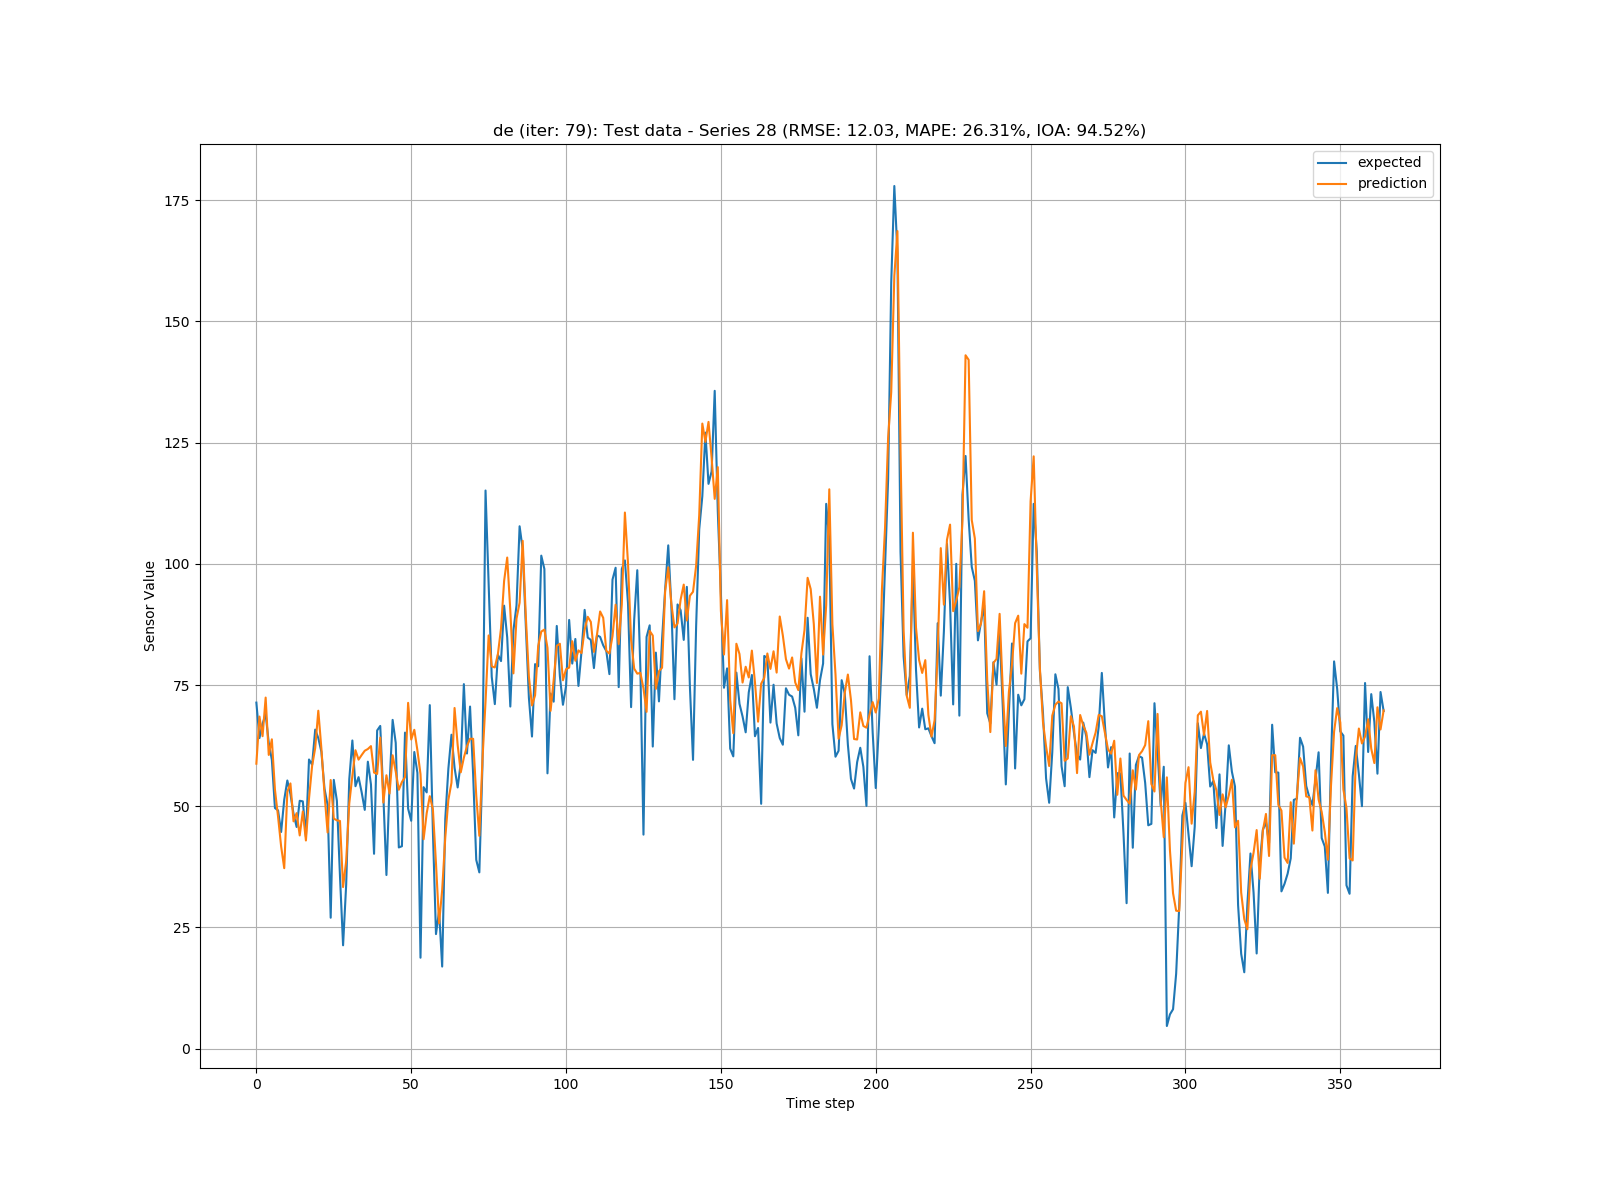 de (iter: 79): Test data - Series 28 (RMSE: 12.03, MAPE: 26.31%, IOA: 94.52%)
expected
prediction
175
150
125
100
75
50
25
0
Sensor Value
0 50 100 150 200 250 300 350
Time step